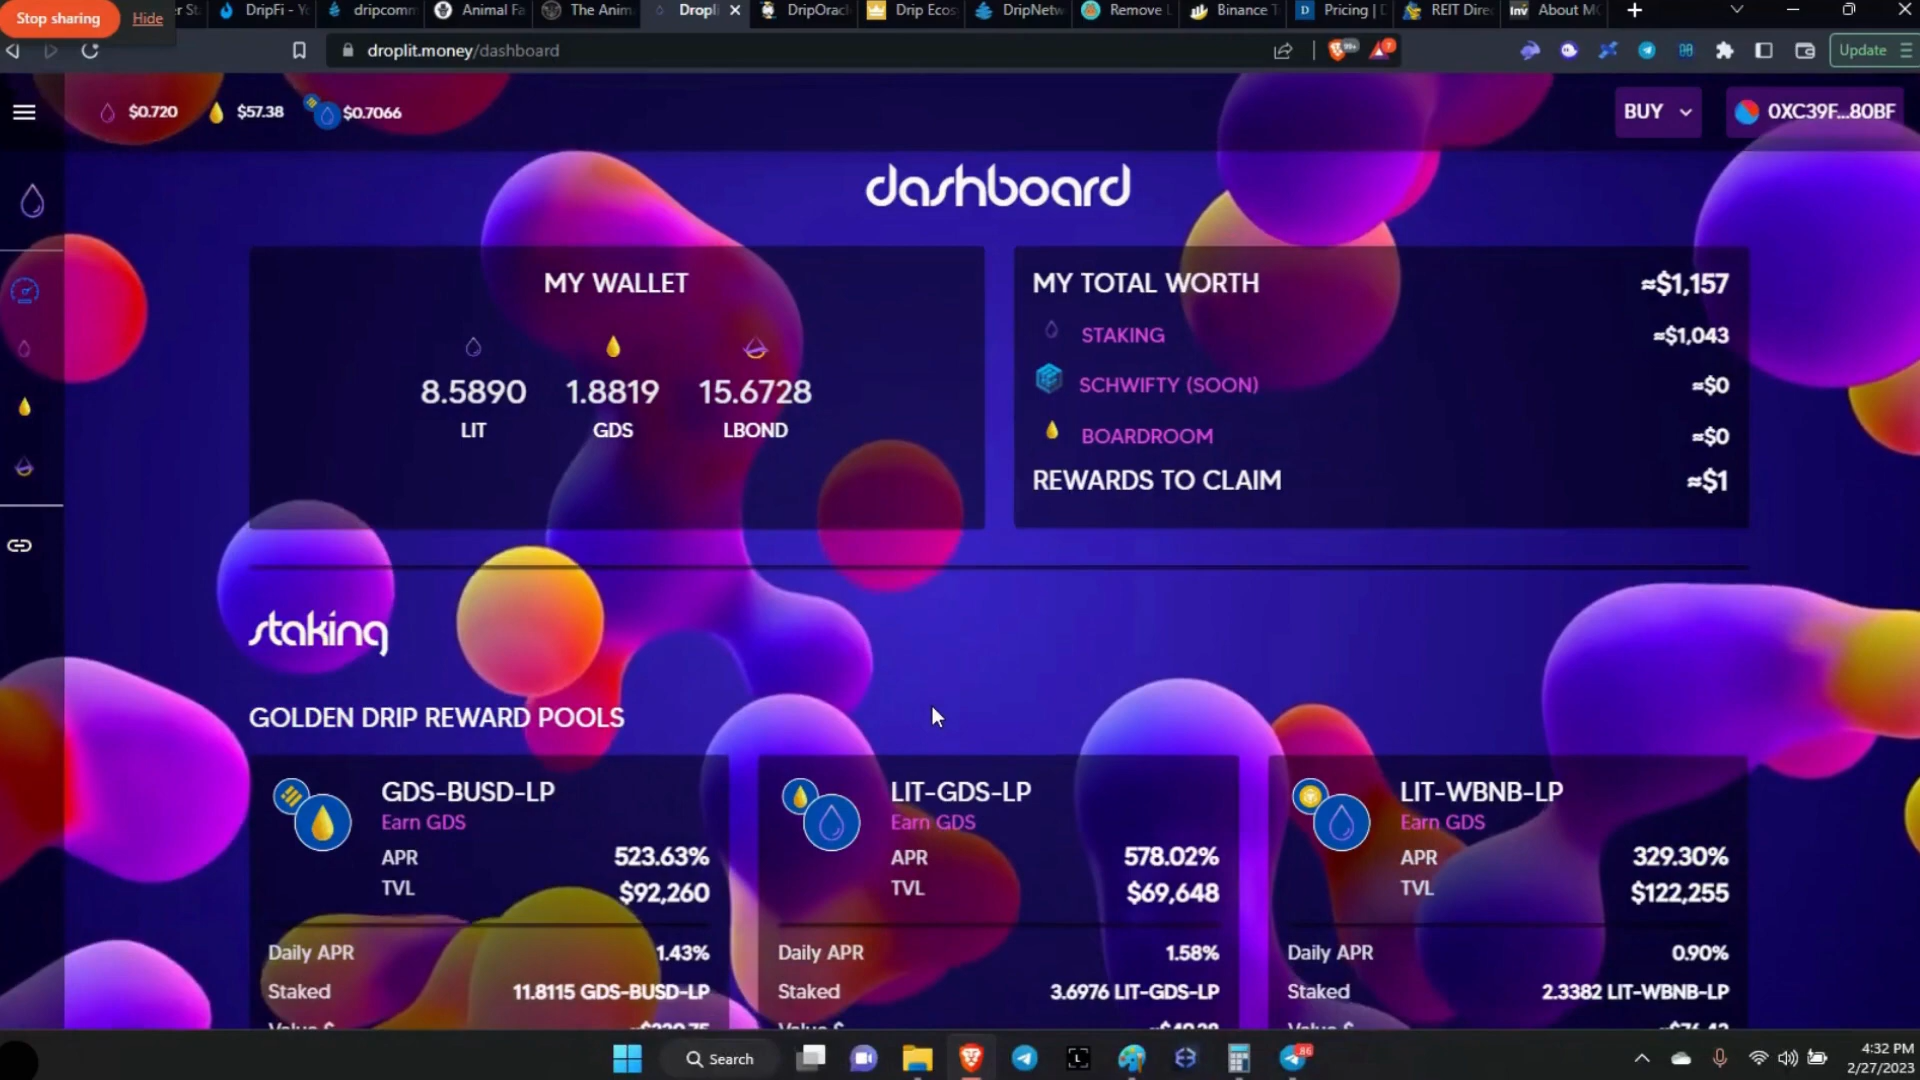 Stop sharing
Hide
DripFi - Y
dripcomm
Animal Fa
The Anim
Dropli
DripOrac
Drip Ecos
DripNetw
Remove
Binance T
Pricing | D
REIT Dire
About M
droplit.money/dashboard
Update
$0.720
$57.38
$0.7066
BUY
0XC39F...80BF
dashboard
MY WALLET
8.5890
1.8819
15.6728
LIT
GDS
LBOND
MY TOTAL WORTH
≈$1,157
STAKING
≈$1,043
SCHWIFTY (SOON)
≈$0
BOARDROOM
≈$0
REWARDS TO CLAIM
≈$1
staking
GOLDEN DRIP REWARD POOLS
GDS-BUSD-LP
Earn GDS
APR
523.63%
TVL
$92,260
Daily APR
1.43%
Staked
11.8115 GDS-BUSD-LP
LIT-GDS-LP
Earn GDS
APR
578.02%
TVL
$69,648
Daily APR
1.58%
Staked
3.6976 LIT-GDS-LP
LIT-WBNB-LP
Earn GDS
APR
329.30%
TVL
$122,255
Daily APR
0.90%
Staked
2.3382 LIT-WBNB-LP
Search
4:32 PM
2/27/2023